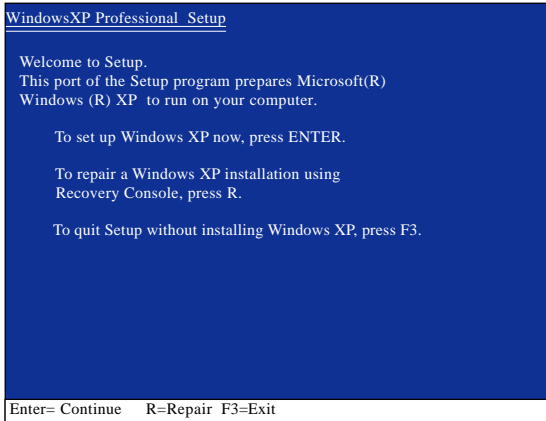 WindowsXP Professional  Setup
Welcome to Setup.
This port of the Setup program prepares Microsoft(R)
Windows (R) XP  to run on your computer.
To set up Windows XP now, press ENTER.
To repair a Windows XP installation using
Recovery Console, press R.
To quit Setup without installing Windows XP, press F3.
Enter= Continue    R=Repair  F3=Exit